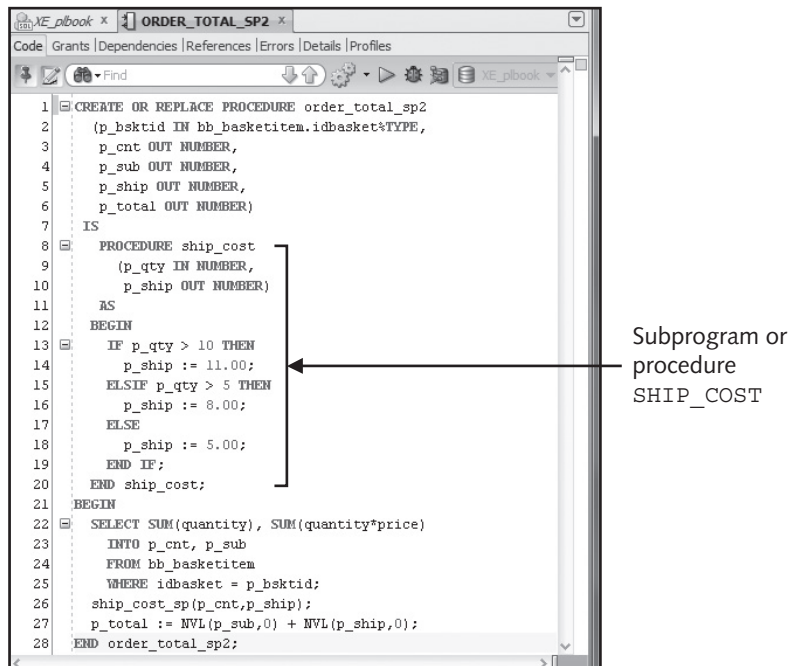 XE_plbook x ORDER_TOTAL_SP2 x
Code Grants | Dependencies | References | Errors | Details | Profiles
Find XE_plbook
1 CREATE OR REPLACE PROCEDURE order_total_sp2
2 (p_bsktid IN bb_basketitem.idbasket%TYPE,
3 p_cnt OUT NUMBER,
4 p_sub OUT NUMBER,
5 p_ship OUT NUMBER,
6 p_total OUT NUMBER)
7 IS
8 PROCEDURE ship_cost
9 (p_qty IN NUMBER,
10 p_ship OUT NUMBER)
11 AS
12 BEGIN
13 IF p_qty > 10 THEN
14 p_ship := 11.00;
15 ELSIF p_qty > 5 THEN
16 p_ship := 8.00;
17 ELSE
18 p_ship := 5.00;
19 END IF;
20 END ship_cost;
21 BEGIN
22 SELECT SUM(quantity), SUM(quantity*price)
23 INTO p_cnt, p_sub
24 FROM bb_basketitem
25 WHERE idbasket = p_bsktid;
26 ship_cost_sp(p_cnt,p_ship);
27 p_total := NVL(p_sub,0) + NVL(p_ship,0);
28 END order_total_sp2;
Subprogram or
procedure
SHIP_COST